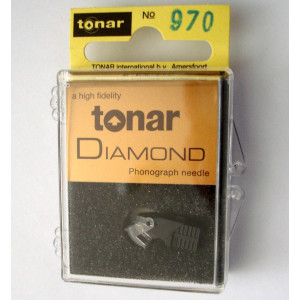 tonar
No 970
TONAR international b.v. Amersfoort
a high fidelity
tonar
DIAMOND
Phonograph needle